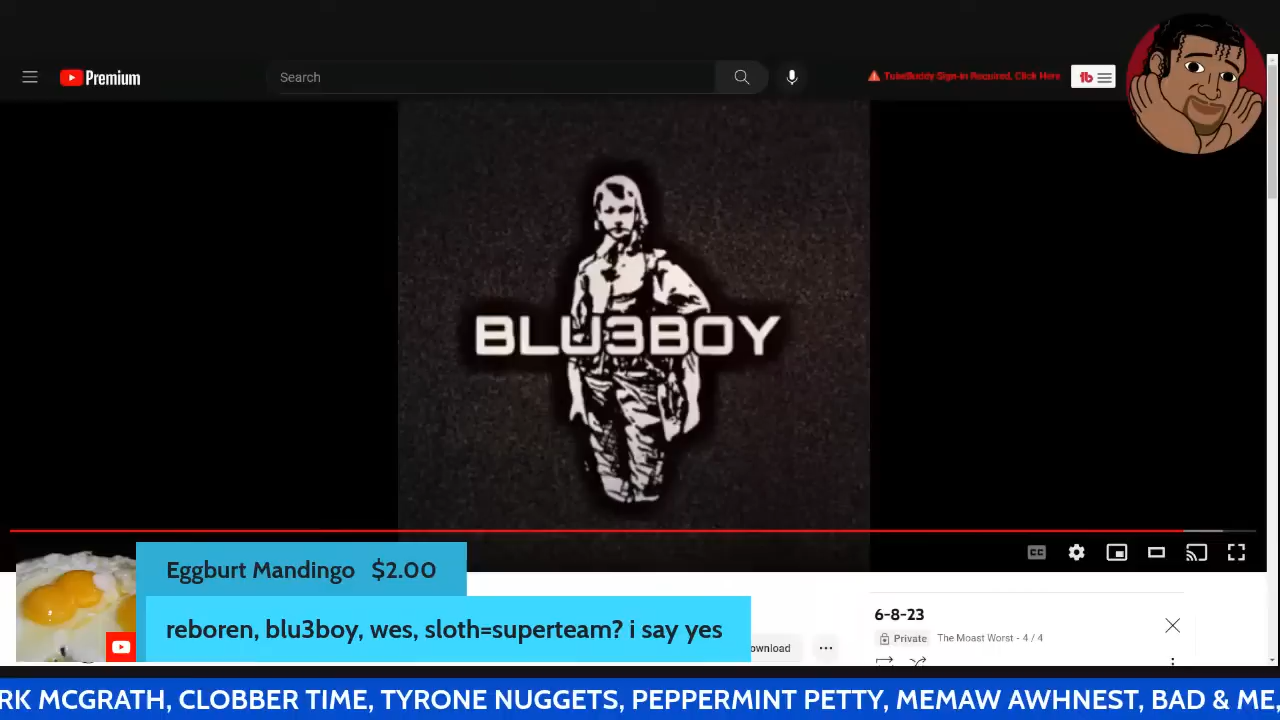 Premium
Search
TubeBuddy Sign-in Required, Click Here
tb
BLU3BOY
CC
Eggburt Mandingo $2.00
reboren, blu3boy, wes, sloth=superteam? i say yes
ownload
6-8-23
Private The Moast Worst - 4 / 4
RK MCGRATH, CLOBBER TIME, TYRONE NUGGETS, PEPPERMINT PETTY, MEMAW AWHNEST, BAD & ME,